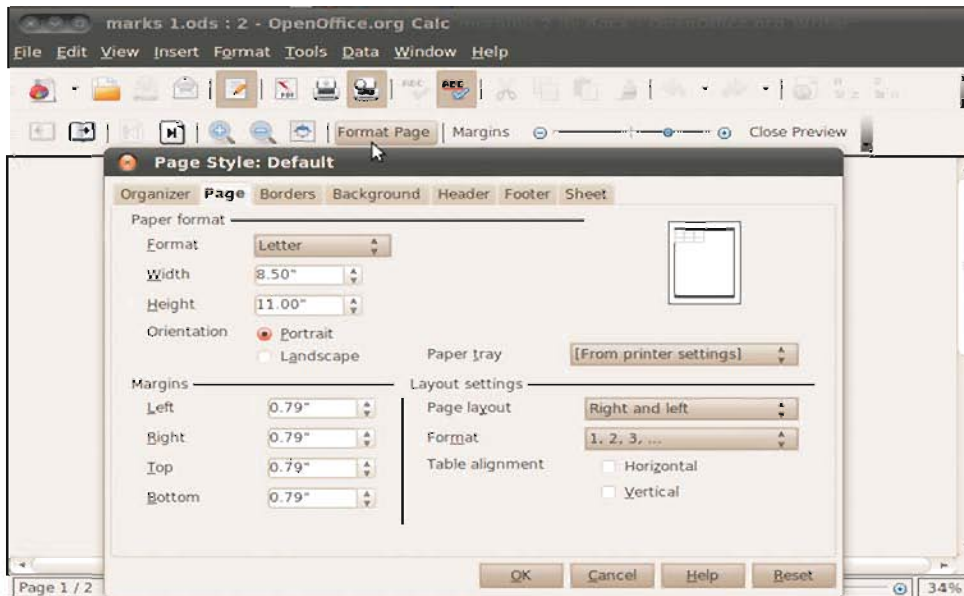 marks 1.ods : 2 - OpenOffice.org Calc
File Edit View Insert Format Tools Data Window Help
Format Page Margins Close Preview
Page Style: Default
Organizer Page Borders Background Header Footer Sheet
Paper format
Format Letter
Width 8.50"
Height 11.00"
Orientation Portrait
Landscape
Paper tray [From printer settings]
Margins Layout settings
Left 0.79" Page layout Right and left
Right 0.79" Format 1, 2, 3, ...
Top 0.79" Table alignment Horizontal
Vertical
Bottom 0.79"
OK Cancel Help Reset
Page 1 / 2 34%